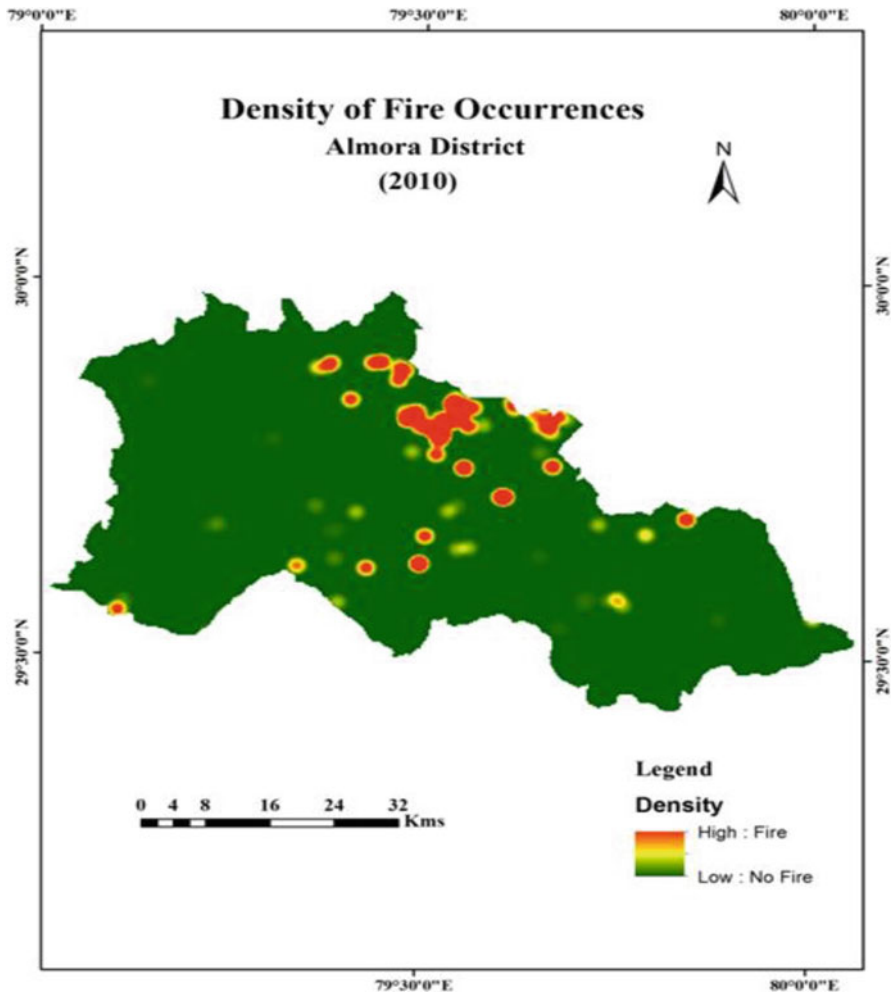 79°0'0"E 79°30'0"E 80°0'0"E
Density of Fire Occurrences
Almora District
(2010)
N
30°0'0"N 30°0'0"N
29°30'0"N 29°30'0"N
Legend
Density
High : Fire
Low : No Fire
0 4 8 16 24 32
Kms
79°30'0"E 80°0'0"E